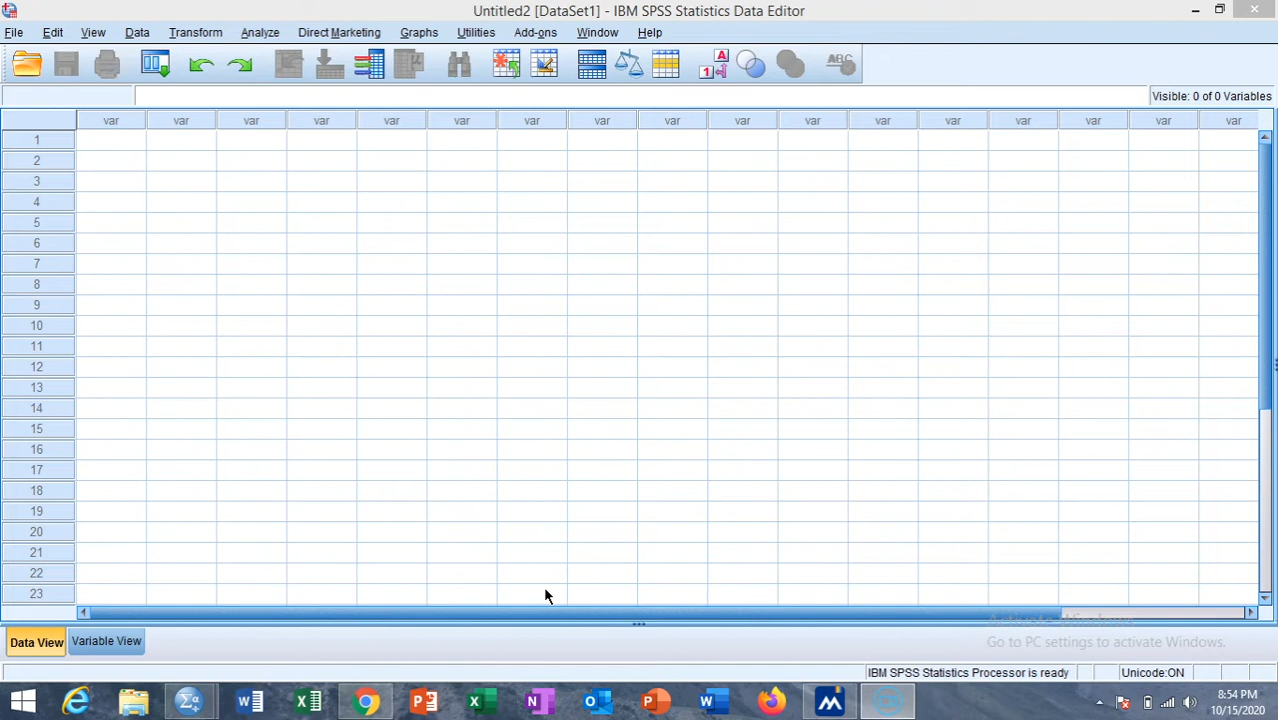 Untitled2 [DataSet1] - IBM SPSS Statistics Data Editor
File Edit View Data Transform Analyze Direct Marketing Graphs Utilities Add-ons Window Help
Visible: 0 of 0 Variables
var var var var var var var var var var var var var var var var var
1
2
3
4
5
6
7
8
9
10
11
12
13
14
15
16
17
18
19
20
21
22
23
Activate Windows
Data View Variable View
Go to PC settings to activate Windows.
IBM SPSS Statistics Processor is ready Unicode:ON
8:54 PM
10/15/2020